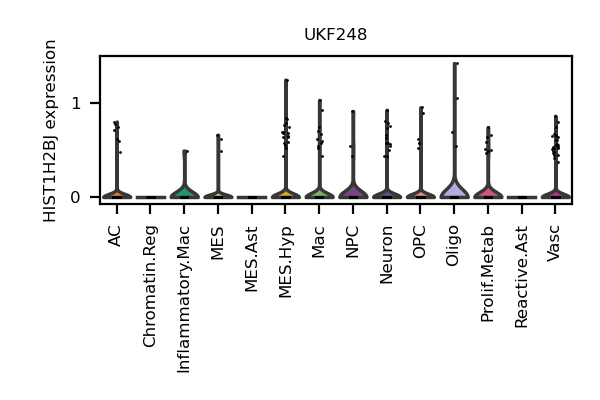 UKF248
HIST1H2BJ expression
1
0
AC
Chromatin.Reg
Inflammatory.Mac
MES
MES.Ast
MES.Hyp
Mac
NPC
Neuron
OPC
Oligo
Prolif.Metab
Reactive.Ast
Vasc